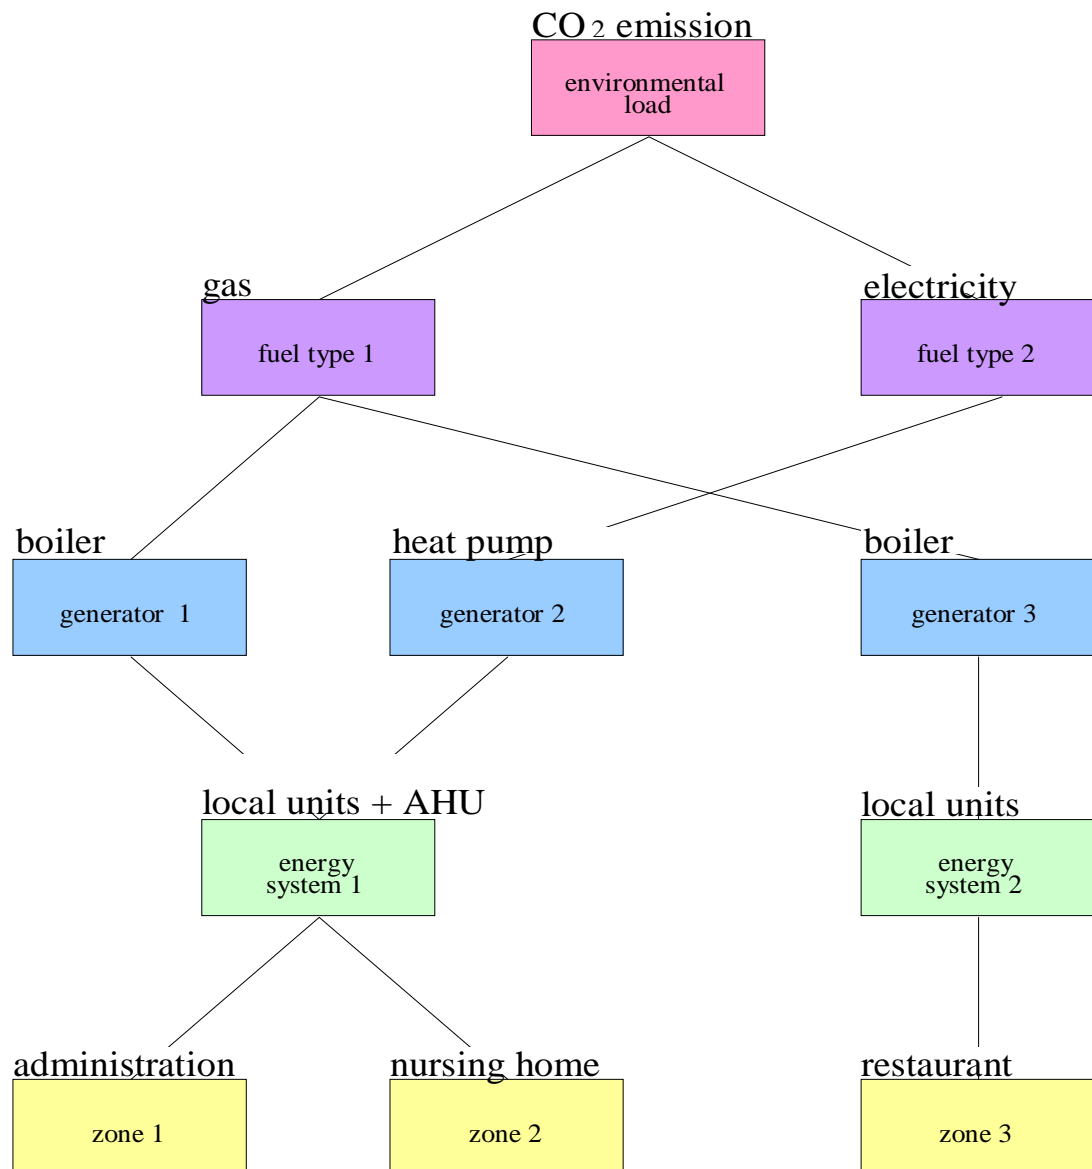 CO 2 emission
environmental
load
gas
electricity
fuel type 1
fuel type 2
boiler
heat pump
boiler
generator 1
generator 2
generator 3
local units + AHU
local units
energy
system 1
energy
system 2
administration
nursing home
restaurant
zone 1
zone 2
zone 3